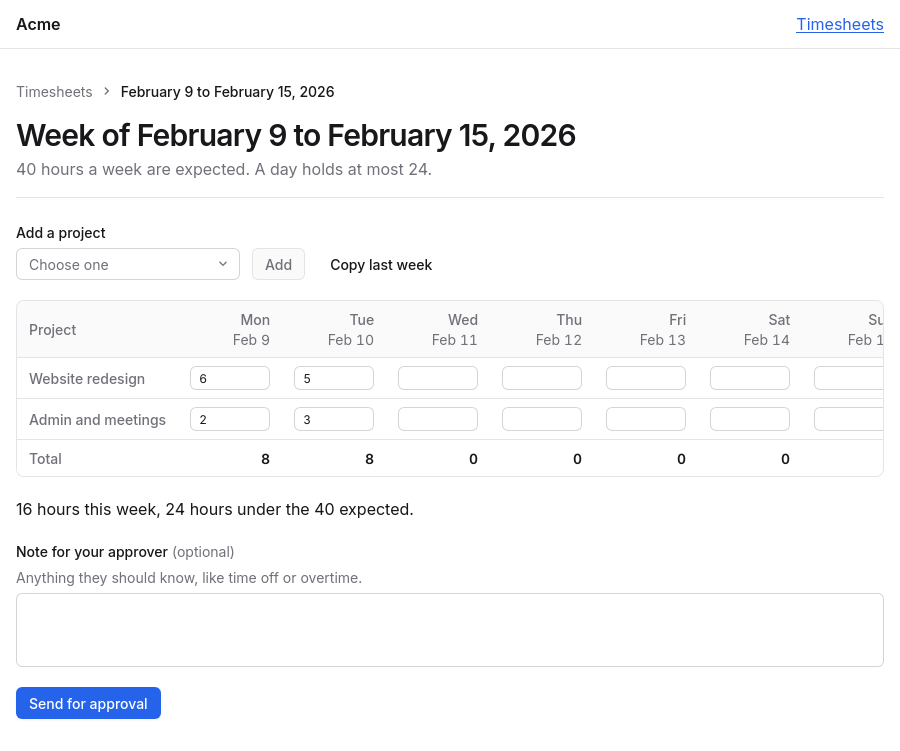 Acme
Timesheets
Timesheets > February 9 to February 15, 2026
Week of February 9 to February 15, 2026
40 hours a week are expected. A day holds at most 24.
Add a project
Choose one
Add
Copy last week
Project Mon Feb 9 Tue Feb 10 Wed Feb 11 Thu Feb 12 Fri Feb 13 Sat Feb 14
Website redesign 6 5
Admin and meetings 2 3
Total 8 8 0 0 0 0
16 hours this week, 24 hours under the 40 expected.
Note for your approver (optional)
Anything they should know, like time off or overtime.
Send for approval